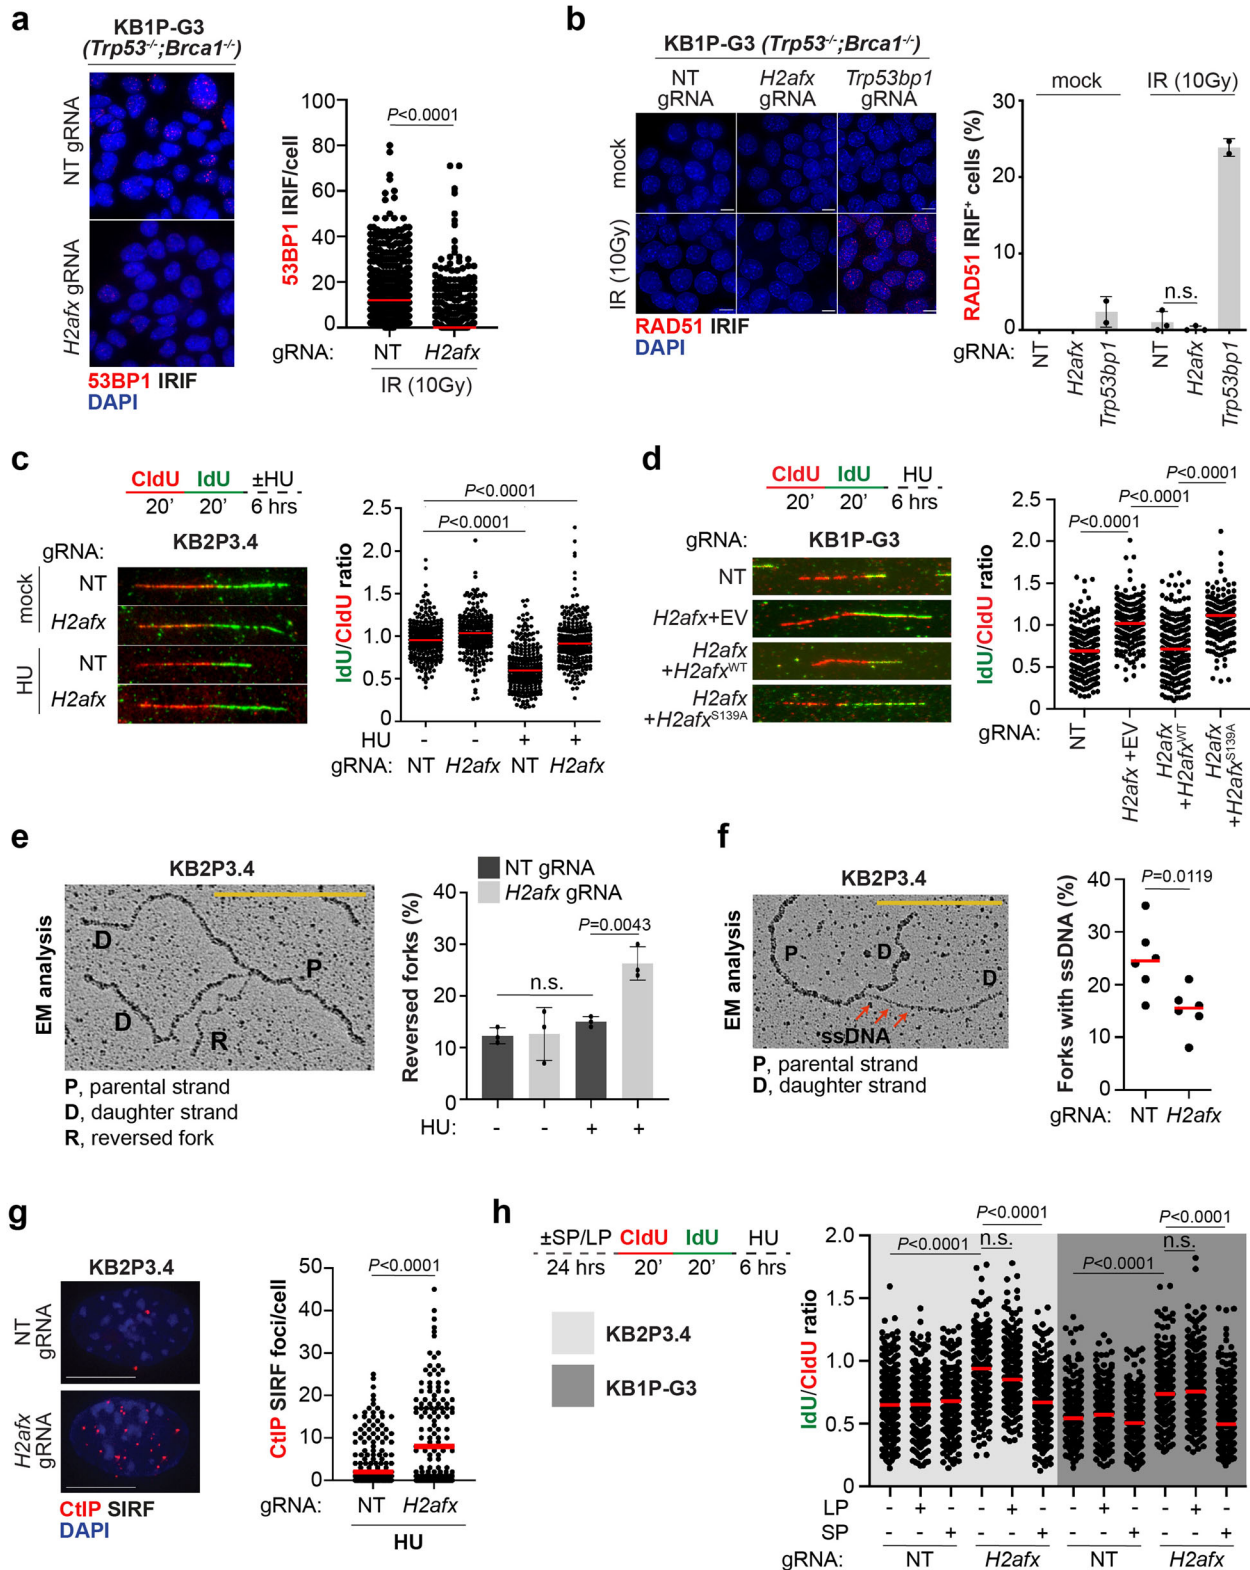 a
KB1P-G3
(Trp53-/-;Brca1-/-)
NT gRNA
H2afx gRNA
53BP1 IRIF
DAPI
53BP1 IRIF/cell
100
80
60
40
20
0
P<0.0001
gRNA: NT H2afx
IR (10Gy)
b
KB1P-G3 (Trp53-/-;Brca1-/-)
NT gRNA
H2afx gRNA
Trp53bp1 gRNA
mock
IR (10Gy)
RAD51 IRIF
DAPI
RAD51 IRIF+ cells (%)
mock IR (10Gy)
30
20
10
0
n.s.
gRNA: NT H2afx Trp53bp1 NT H2afx Trp53bp1
c
CldU IdU ±HU
20' 20' 6 hrs
gRNA: KB2P3.4
mock
NT
H2afx
HU
NT
H2afx
IdU/CldU ratio
2.5
2.0
1.5
1.0
0.5
0
P<0.0001
P<0.0001
HU - - + +
gRNA: NT H2afx NT H2afx
d
CldU IdU HU
20' 20' 6 hrs
gRNA: KB1P-G3
NT
H2afx+EV
H2afx
+H2afxWT
H2afx
+H2afxS139A
IdU/CldU ratio
2.5
2.0
1.5
1.0
0.5
0
P<0.0001
P<0.0001
P<0.0001
gRNA: NT
H2afx +EV
H2afx
+H2afxWT
H2afx
+H2afxS139A
e
KB2P3.4
EM analysis
D
P
D
R
P, parental strand
D, daughter strand
R, reversed fork
NT gRNA
H2afx gRNA
Reversed forks (%)
40
30
20
10
0
n.s.
P=0.0043
HU: - - + +
f
KB2P3.4
EM analysis
P
D
D
ssDNA
P, parental strand
D, daughter strand
Forks with ssDNA (%)
40
30
20
10
0
P=0.0119
gRNA: NT H2afx
g
KB2P3.4
NT
gRNA
H2afx
gRNA
CtIP SIRF
DAPI
CtIP SIRF foci/cell
50
40
30
20
10
0
P<0.0001
gRNA: NT H2afx
HU
h
±SP/LP CldU IdU HU
24 hrs 20' 20' 6 hrs
KB2P3.4
KB1P-G3
IdU/CldU ratio
2.0
1.5
1.0
0.5
0
P<0.0001
P<0.0001
n.s.
P<0.0001
P<0.0001
n.s.
LP - + - - + - - + - - + -
SP - - + - - + - - + - - +
gRNA: NT H2afx NT H2afx